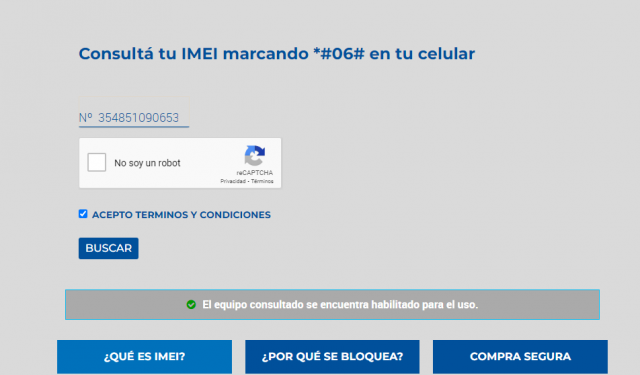 Consultá tu IMEI marcando *#06# en tu celular
Nº 354851090653
No soy un robot
reCAPTCHA
Privacidad - Términos
ACEPTO TERMINOS Y CONDICIONES
BUSCAR
El equipo consultado se encuentra habilitado para el uso.
¿QUÉ ES IMEI?
¿POR QUÉ SE BLOQUEA?
COMPRA SEGURA